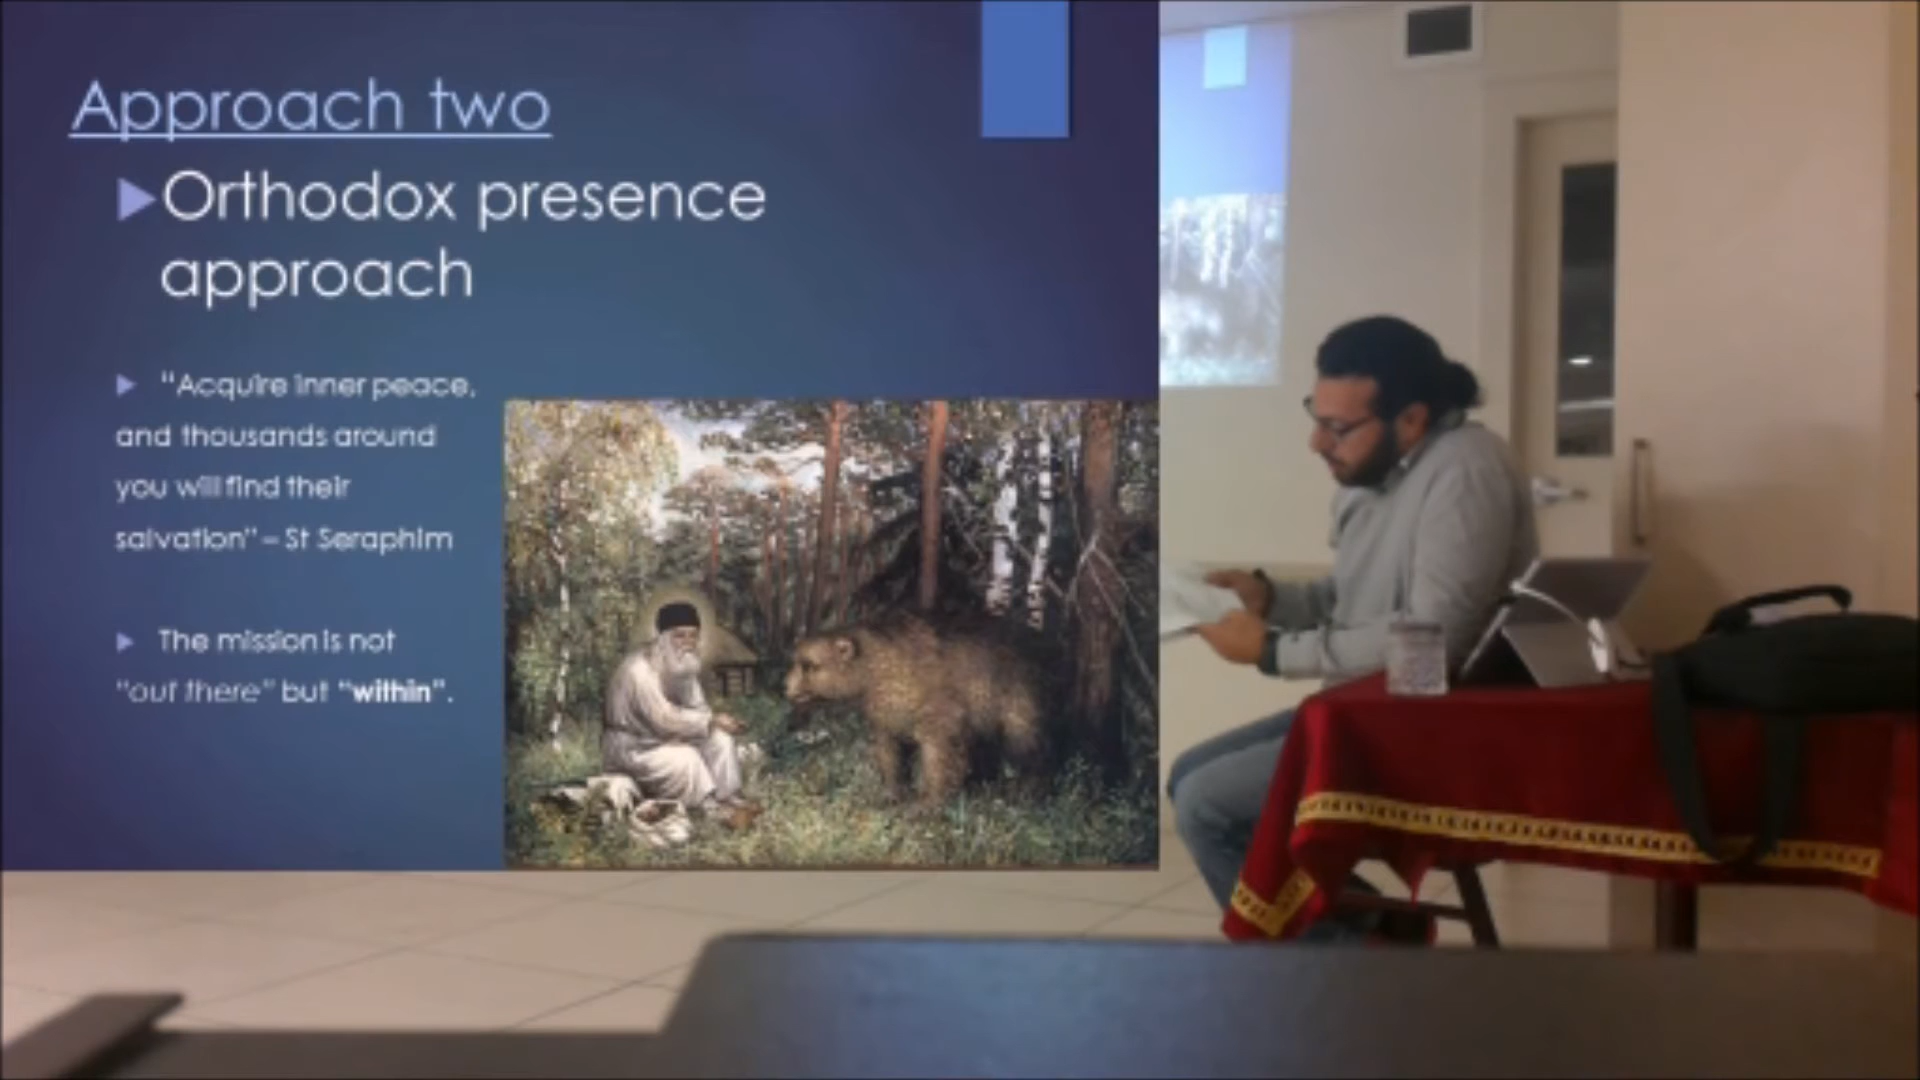 Approach two
Orthodox presence
approach
"Acquire inner peace,
and thousands around
you will find their
salvation" – St Seraphim
The mission is not
"out there" but "within".